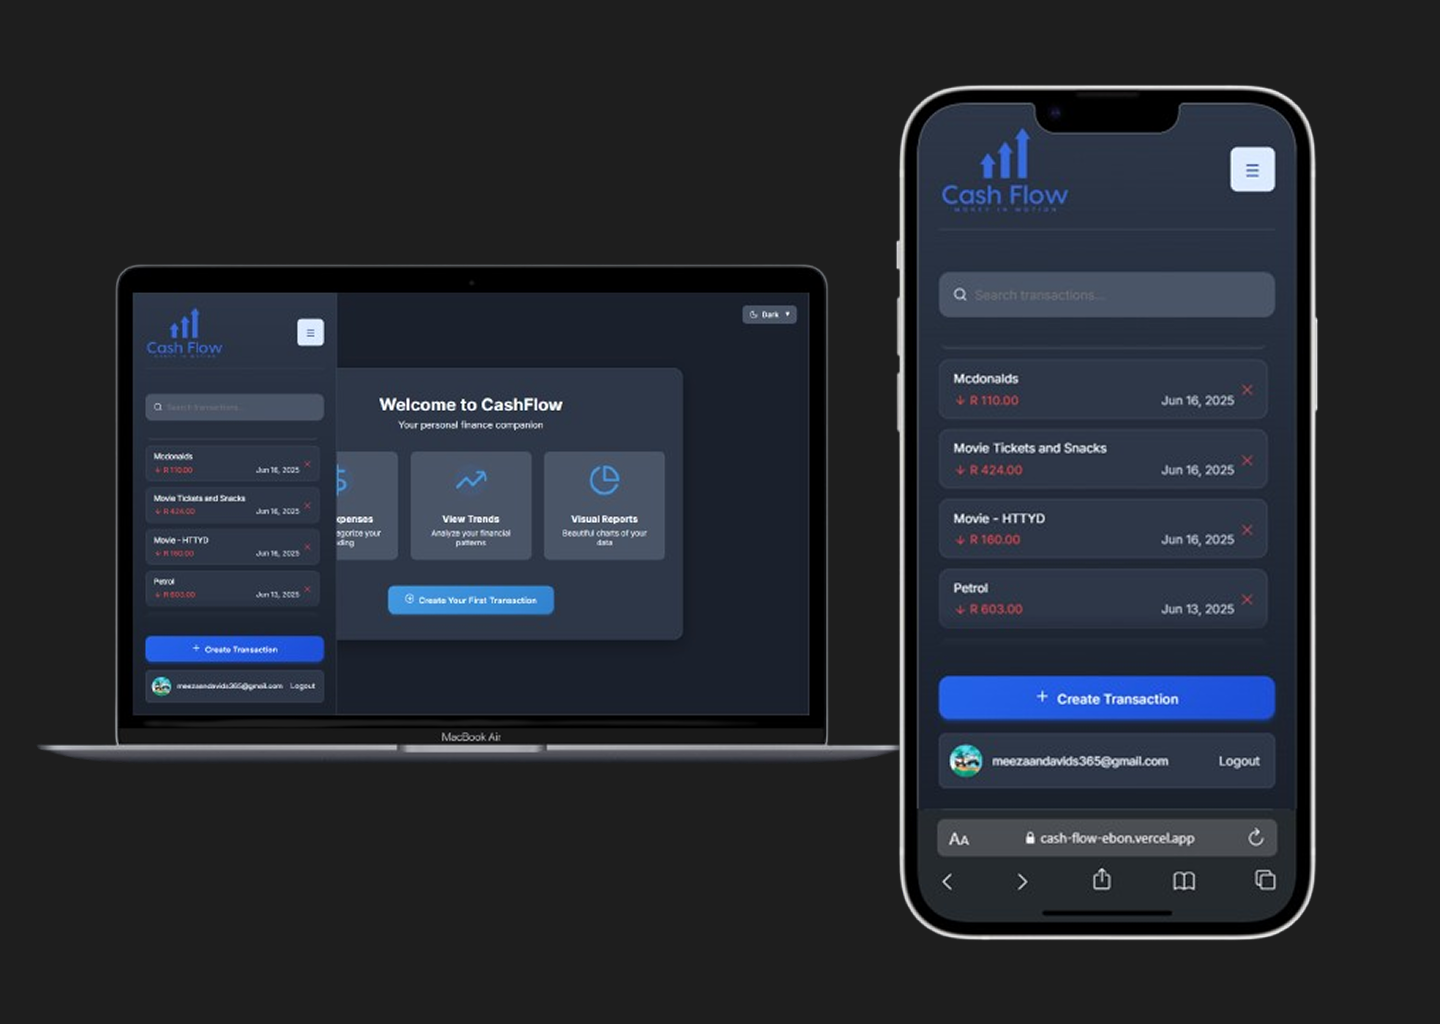 Cash Flow
MONEY IN MOTION
Search transactions...
Mcdonalds
R 110.00
Jun 16, 2025
Movie Tickets and Snacks
R 424.00
Jun 16, 2025
Movie - HTTYD
R 160.00
Jun 16, 2025
Petrol
R 603.00
Jun 13, 2025
+ Create Transaction
meezaandavids365@gmail.com Logout
Dark
Welcome to CashFlow
Your personal finance companion
$
xpenses
egorize your
ding
View Trends
Analyze your financial
patterns
Visual Reports
Beautiful charts of your
data
Create Your First Transaction
MacBook Air
Cash Flow
MONEY IN MOTION
Search transactions...
Mcdonalds
R 110.00
Jun 16, 2025
Movie Tickets and Snacks
R 424.00
Jun 16, 2025
Movie - HTTYD
R 160.00
Jun 16, 2025
Petrol
R 603.00
Jun 13, 2025
+ Create Transaction
meezaandavids365@gmail.com Logout
AA cash-flow-ebon.vercel.app